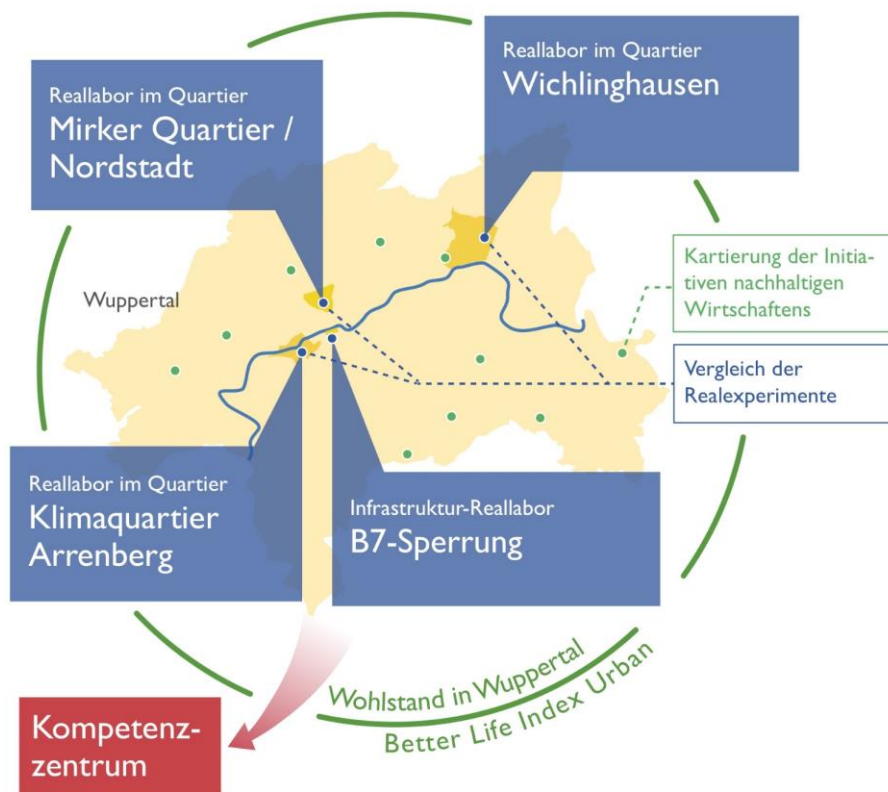 Reallabor im Quartier
Wichlinghausen
Reallabor im Quartier
Mirker Quartier /
Nordstadt
Wuppertal
Kartierung der Initia-
tiven nachhaltigen
Wirtschaftens
Vergleich der
Realexperimente
Reallabor im Quartier
Klimaquartier
Arrenberg
Infrastruktur-Reallabor
B7-Sperrung
Wohlstand in Wuppertal
Better Life Index Urban
Kompetenz-
zentrum